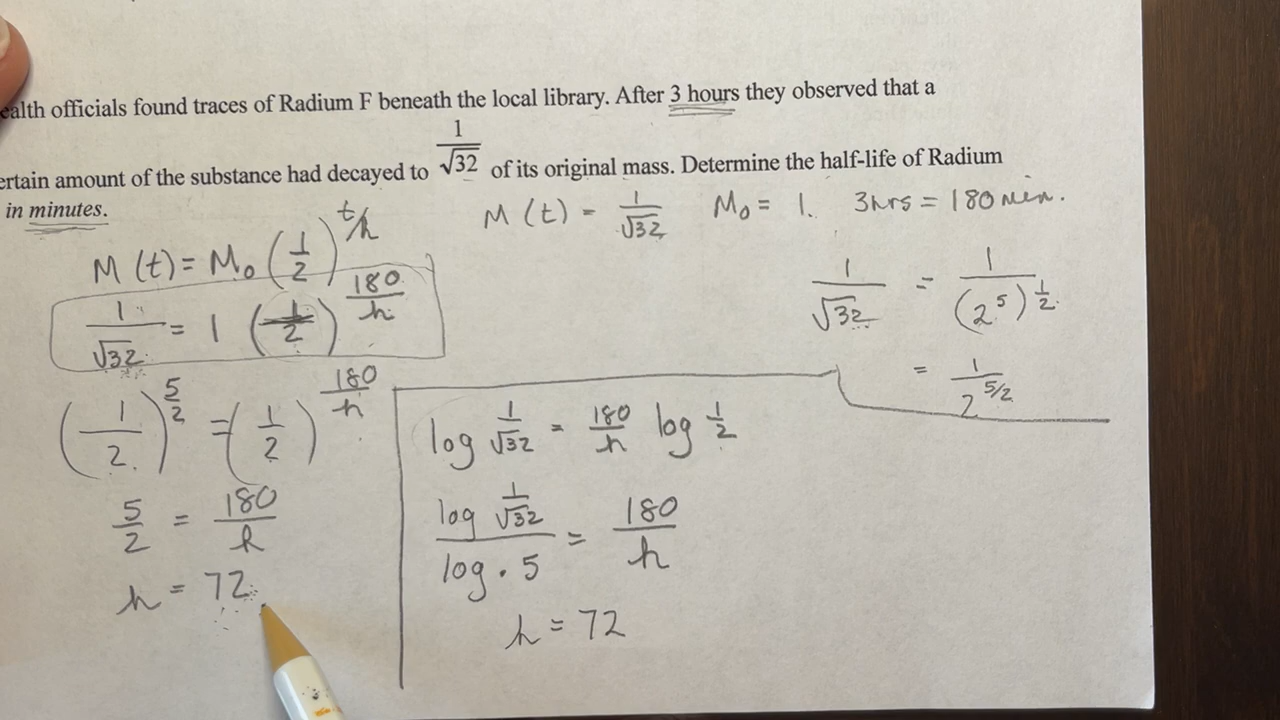 ealth officials found traces of Radium F beneath the local library. After 3 hours they observed that a
ertain amount of the substance had decayed to 1/√32 of its original mass. Determine the half-life of Radium
in minutes.
M(t) = 1/√32 M₀ = 1. 3hrs = 180 min.
M(t) = M₀ (1/2)^(t/h)
1/√32 = 1 (1/2)^(180/h)
1/√32 = 1/(2⁵)^(1/2)
= 1/2^(5/2)
(1/2)^(5/2) = (1/2)^(180/h)
5/2 = 180/h
h = 72
log 1/√32 = 180/h log 1/2
log 1/√32 / log .5 = 180/h
h = 72